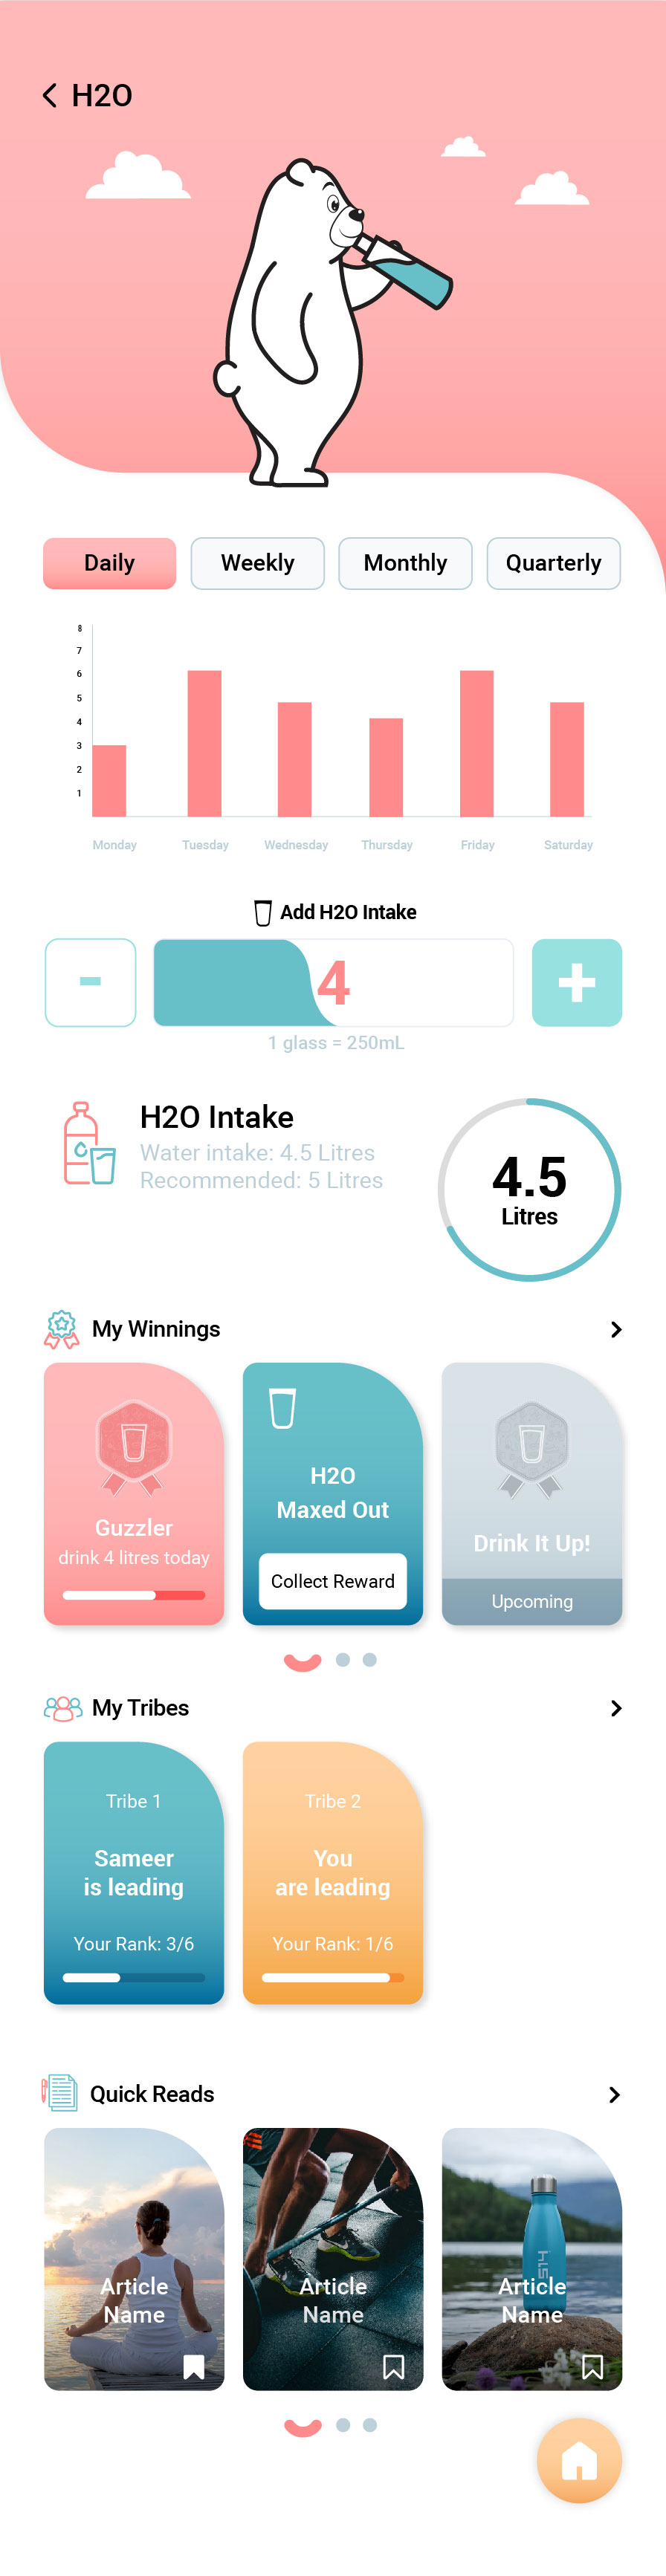 H2O
Daily
Weekly
Monthly
Quarterly
8
7
6
5
4
3
2
1
Monday
Tuesday
Wednesday
Thursday
Friday
Saturday
Add H2O Intake
-
4
+
1 glass = 250mL
H2O Intake
Water intake: 4.5 Litres
Recommended: 5 Litres
4.5
Litres
My Winnings
Guzzler
drink 4 litres today
H2O
Maxed Out
Collect Reward
Drink It Up!
Upcoming
My Tribes
Tribe 1
Sameer
is leading
Your Rank: 3/6
Tribe 2
You
are leading
Your Rank: 1/6
Quick Reads
Article
Name
Article
Name
Article
Name